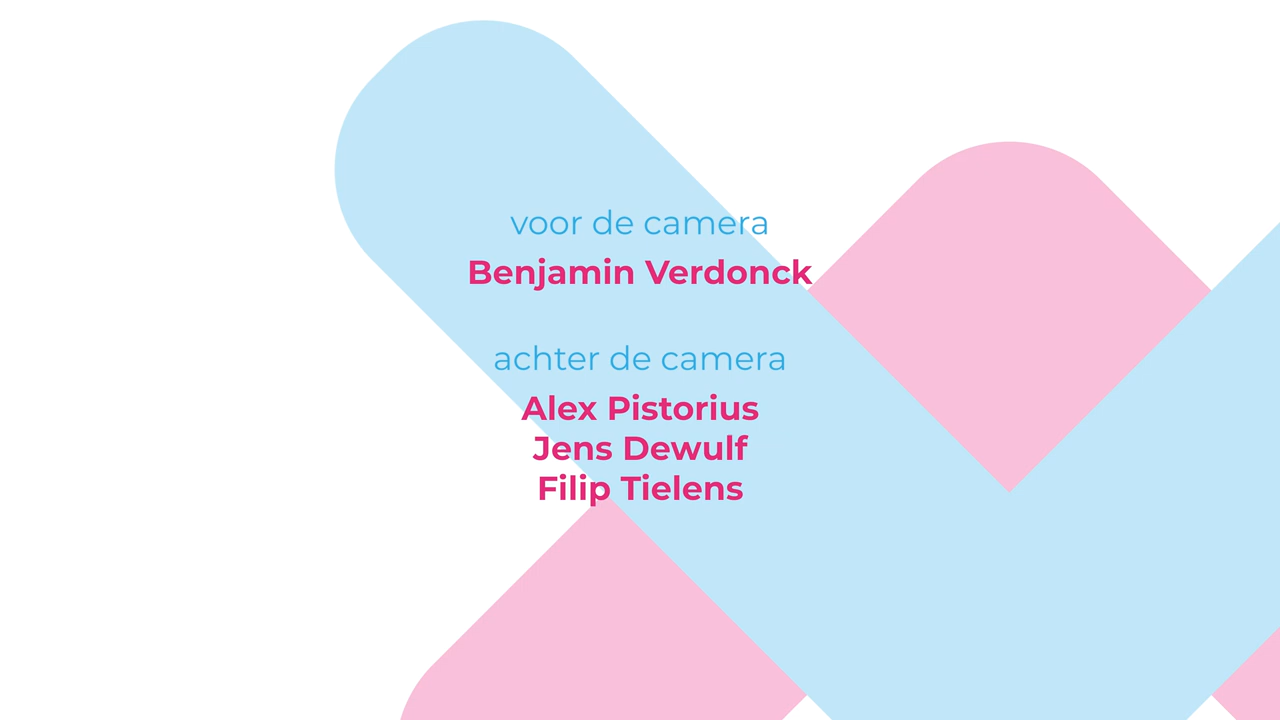 voor de camera
Benjamin Verdonck
achter de camera
Alex Pistorius
Jens Dewulf
Filip Tielens